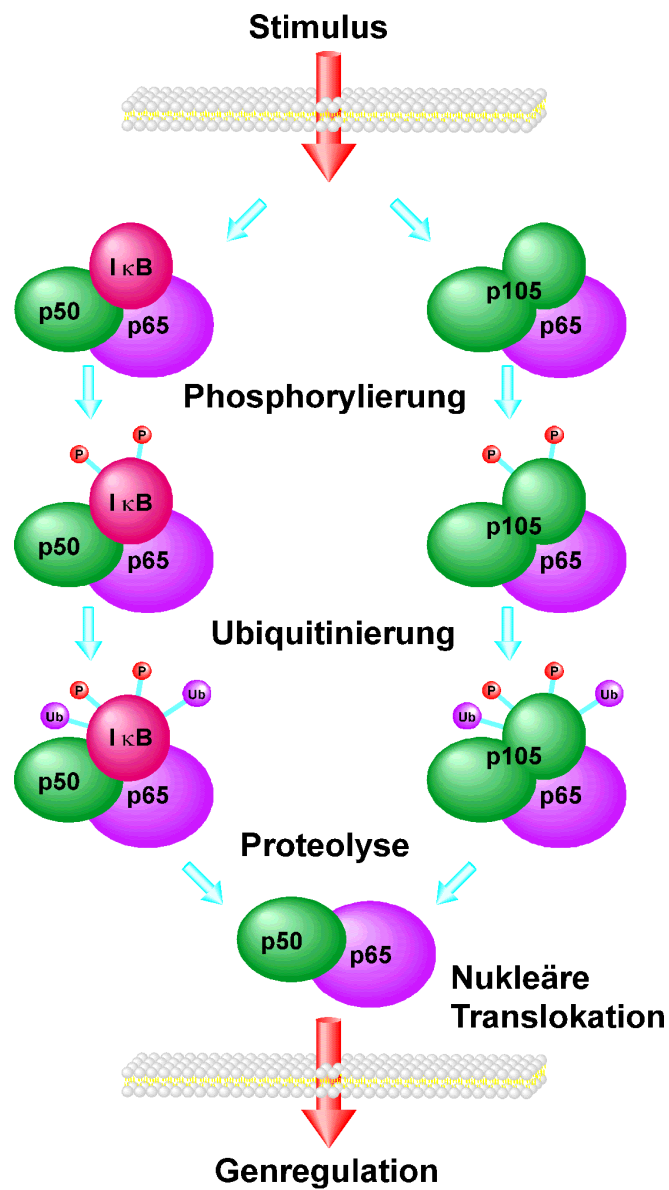 Stimulus
I κB
p50
p65
p105
p65
Phosphorylierung
P
P
I κB
p50
p65
P
P
p105
p65
Ubiquitinierung
P
P
Ub
Ub
I κB
p50
p65
P
P
Ub
Ub
p105
p65
Proteolyse
p50
p65
Nukleäre
Translokation
Genregulation